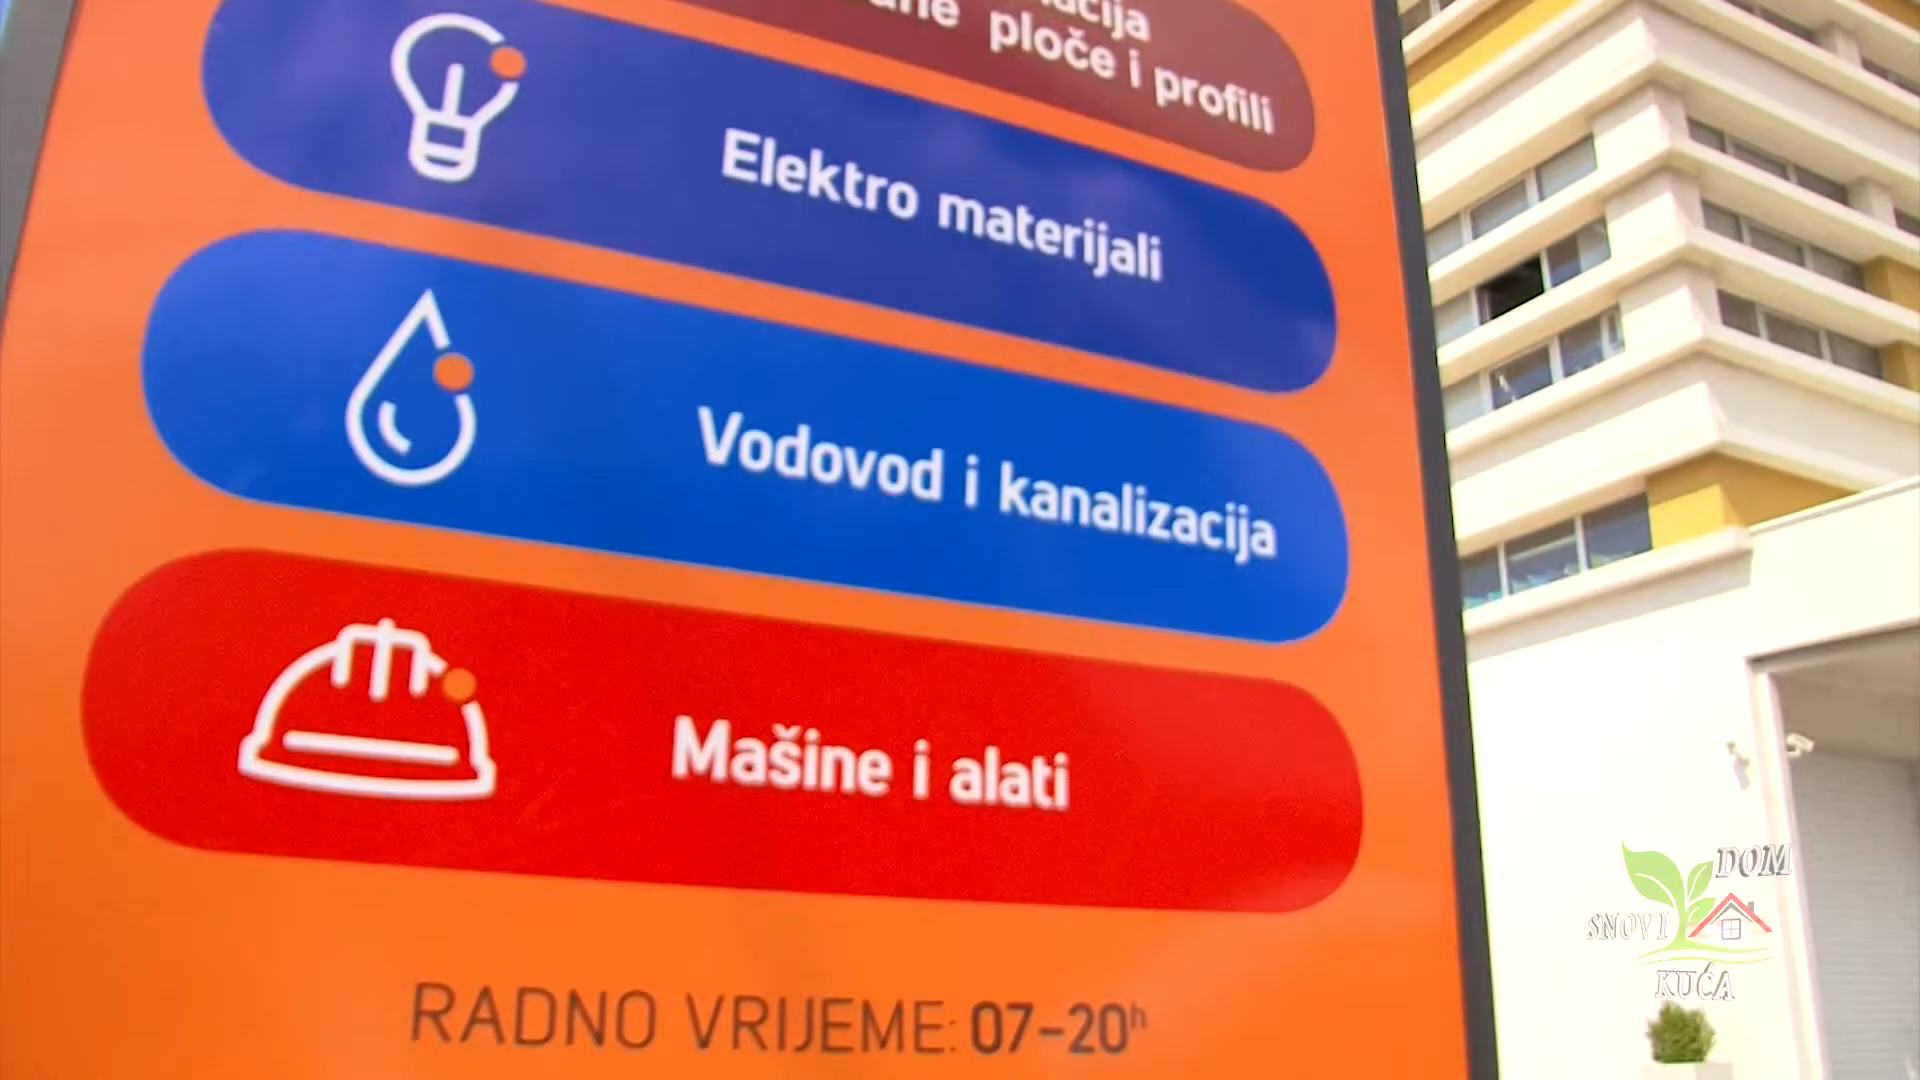 ploče i profili
Elektro materijali
Vodovod i kanalizacija
Mašine i alati
RADNO VRIJEME: 07-20h
DOM
SNOVI
KUĆA